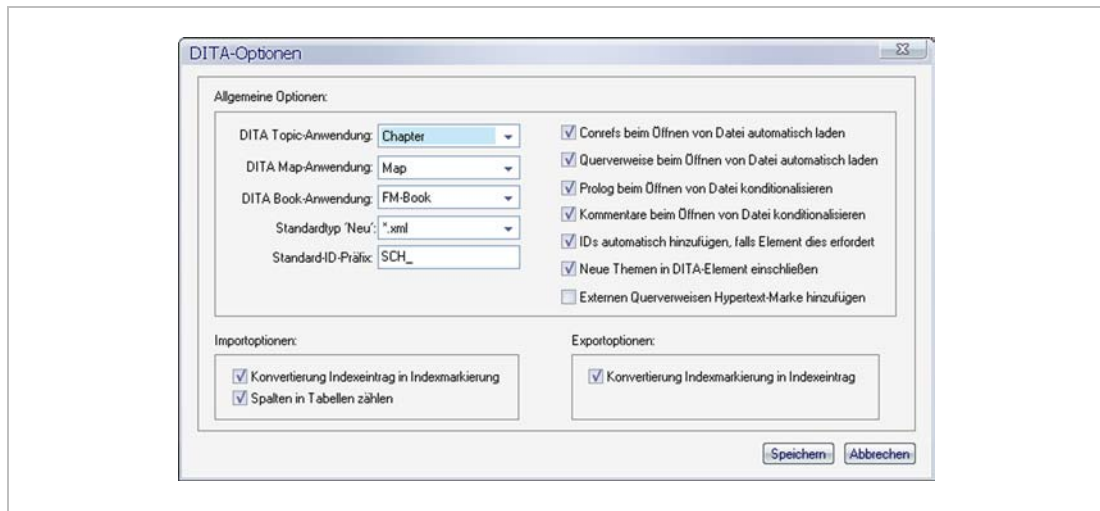 DITA-Optionen
Allgemeine Optionen:
DITA Topic-Anwendung: Chapter
DITA Map-Anwendung: Map
DITA Book-Anwendung: FM-Book
Standardtyp 'Neu': *.xml
Standard-ID-Präfix: SCH_
Conrefs beim Öffnen von Datei automatisch laden
Querverweise beim Öffnen von Datei automatisch laden
Prolog beim Öffnen von Datei konditionalisieren
Kommentare beim Öffnen von Datei konditionalisieren
IDs automatisch hinzufügen, falls Element dies erfordert
Neue Themen in DITA-Element einschließen
Externen Querverweisen Hypertext-Marke hinzufügen
Importoptionen:
Konvertierung Indexeintrag in Indexmarkierung
Spalten in Tabellen zählen
Exportoptionen:
Konvertierung Indexmarkierung in Indexeintrag
Speichern
Abbrechen